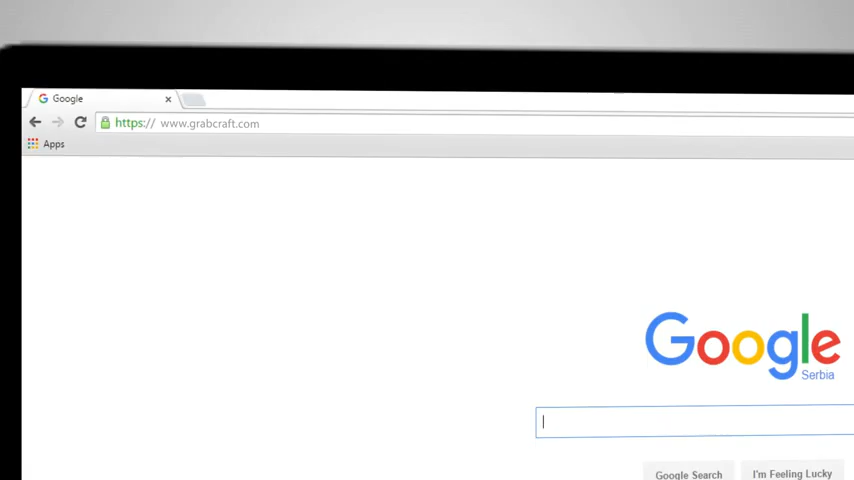 Google
https:// www.grabcraft.com
Apps
Google
Serbia
Google Search
I'm Feeling Lucky